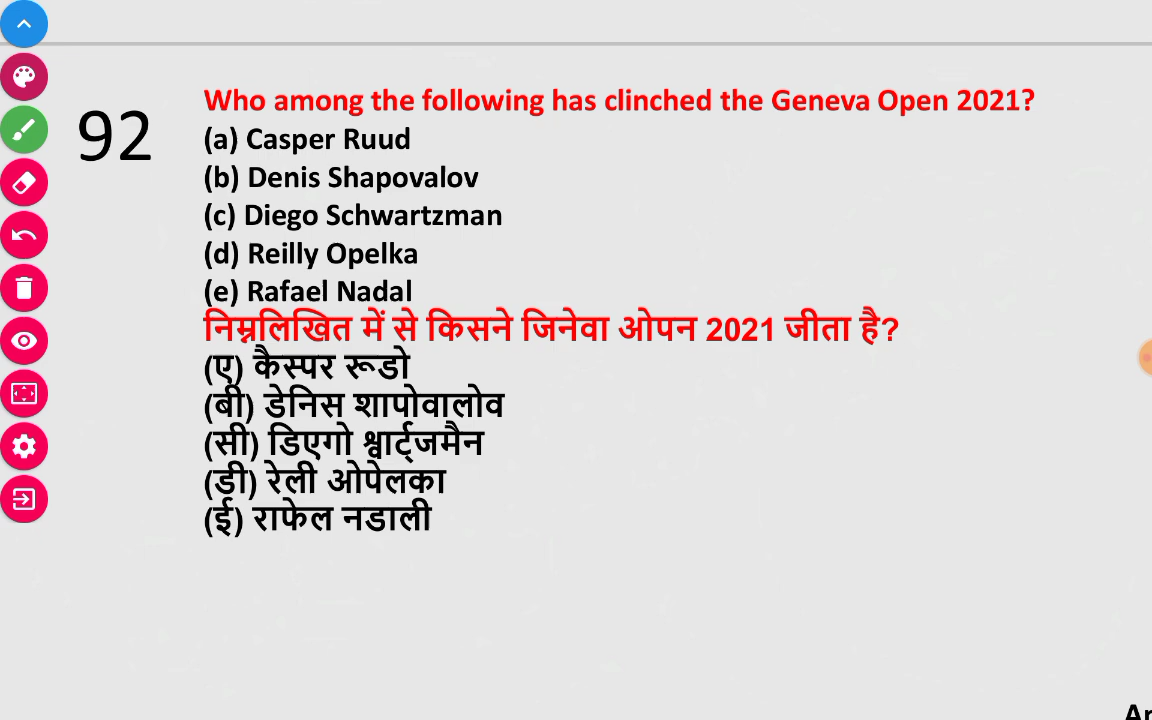 92
Who among the following has clinched the Geneva Open 2021?
(a) Casper Ruud
(b) Denis Shapovalov
(c) Diego Schwartzman
(d) Reilly Opelka
(e) Rafael Nadal
निम्नलिखित में से किसने जिनेवा ओपन 2021 जीता है?
(ए) कैस्पर रूडो
(बी) डेनिस शापोवालोव
(सी) डिएगो श्वार्ट्जमैन
(डी) रेली ओपेलका
(ई) राफेल नडाली